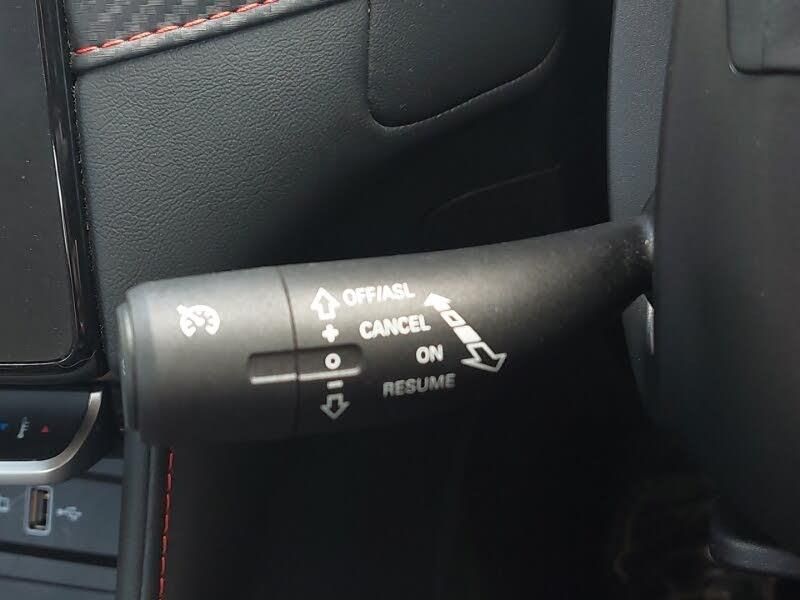 OFF/ASL
+ CANCEL
O ON
− RESUME